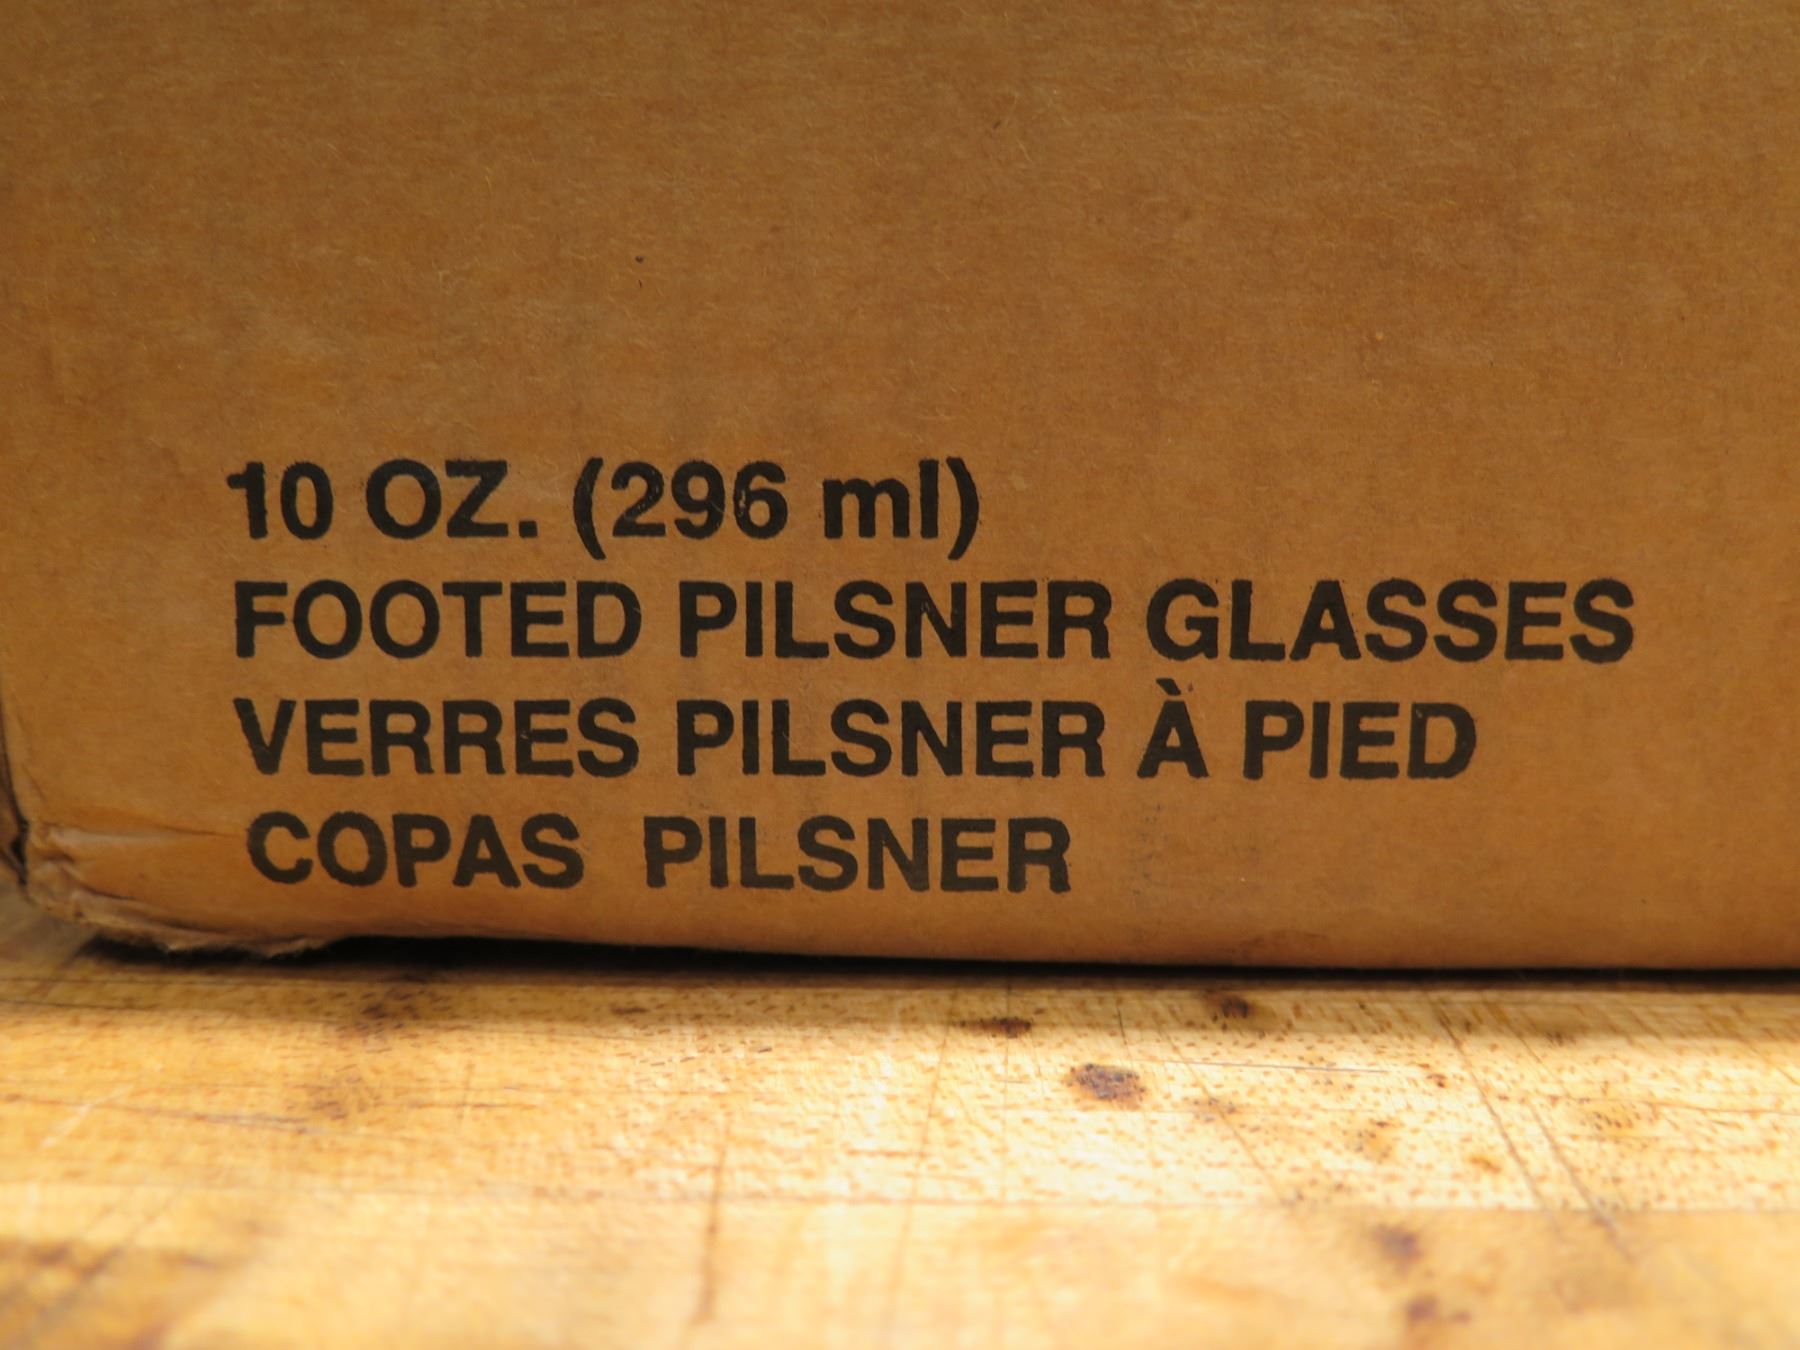 10 OZ. (296 ml)
FOOTED PILSNER GLASSES
VERRES PILSNER À PIED
COPAS PILSNER